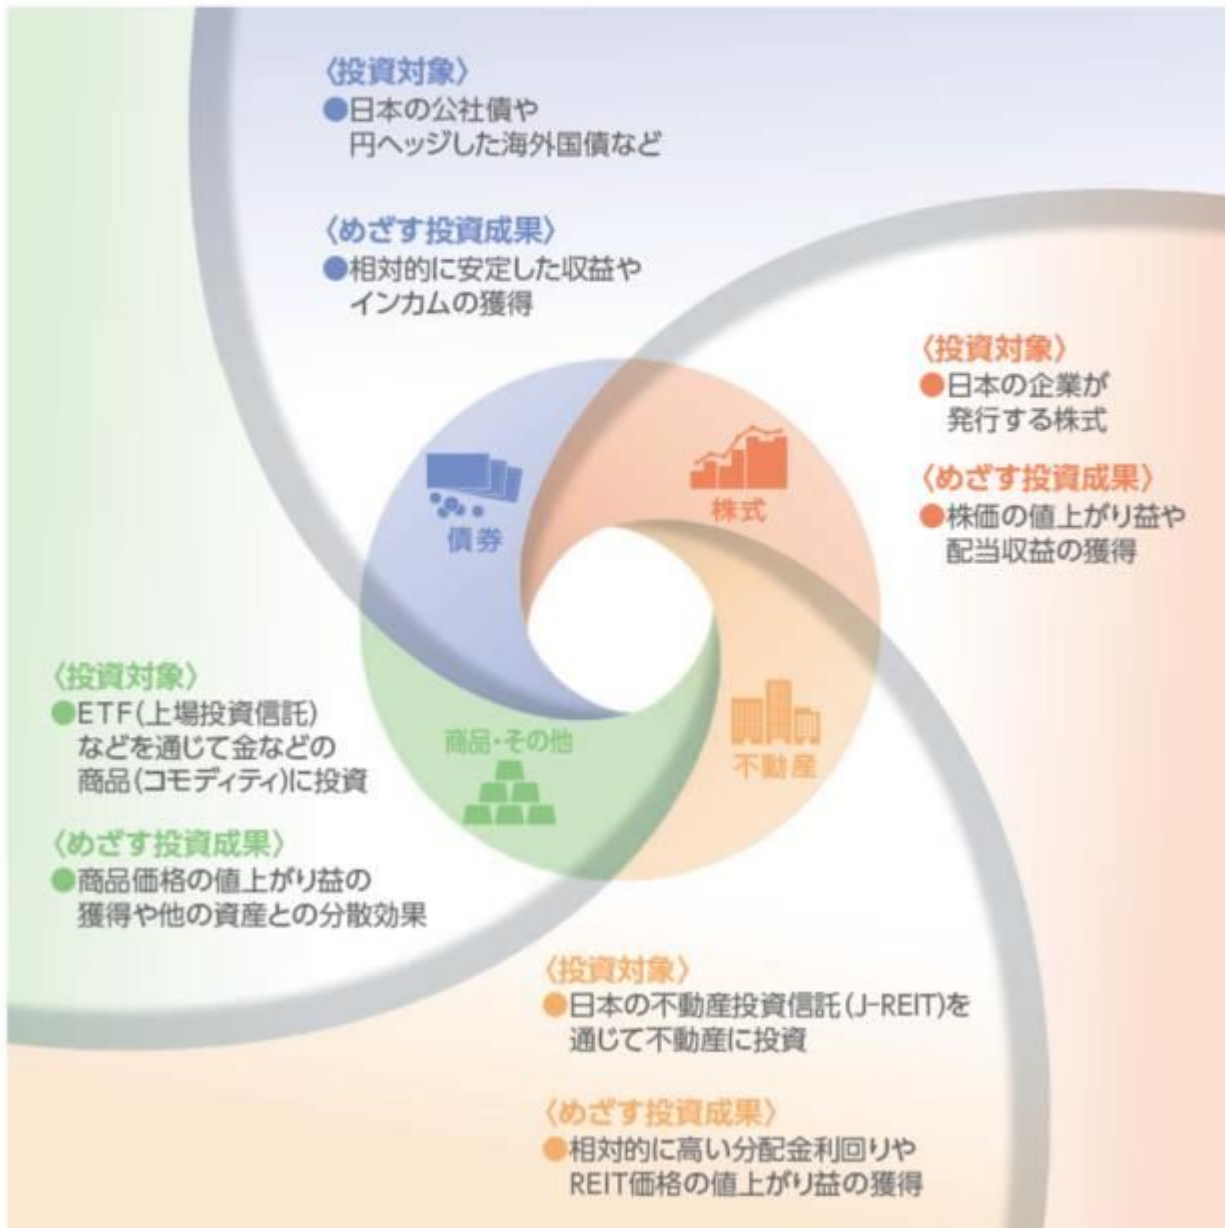 〈投資対象〉
●日本の公社債や
円ヘッジした海外国債など
〈めざす投資成果〉
●相対的に安定した収益や
インカムの獲得
〈投資対象〉
●日本の企業が
発行する株式
〈めざす投資成果〉
●株価の値上がり益や
配当収益の獲得
債券
株式
〈投資対象〉
●ETF(上場投資信託)
などを通じて金などの
商品(コモディティ)に投資
〈めざす投資成果〉
●商品価格の値上がり益の
獲得や他の資産との分散効果
商品・その他
不動産
〈投資対象〉
●日本の不動産投資信託(J-REIT)を
通じて不動産に投資
〈めざす投資成果〉
●相対的に高い分配金利回りや
REIT価格の値上がり益の獲得